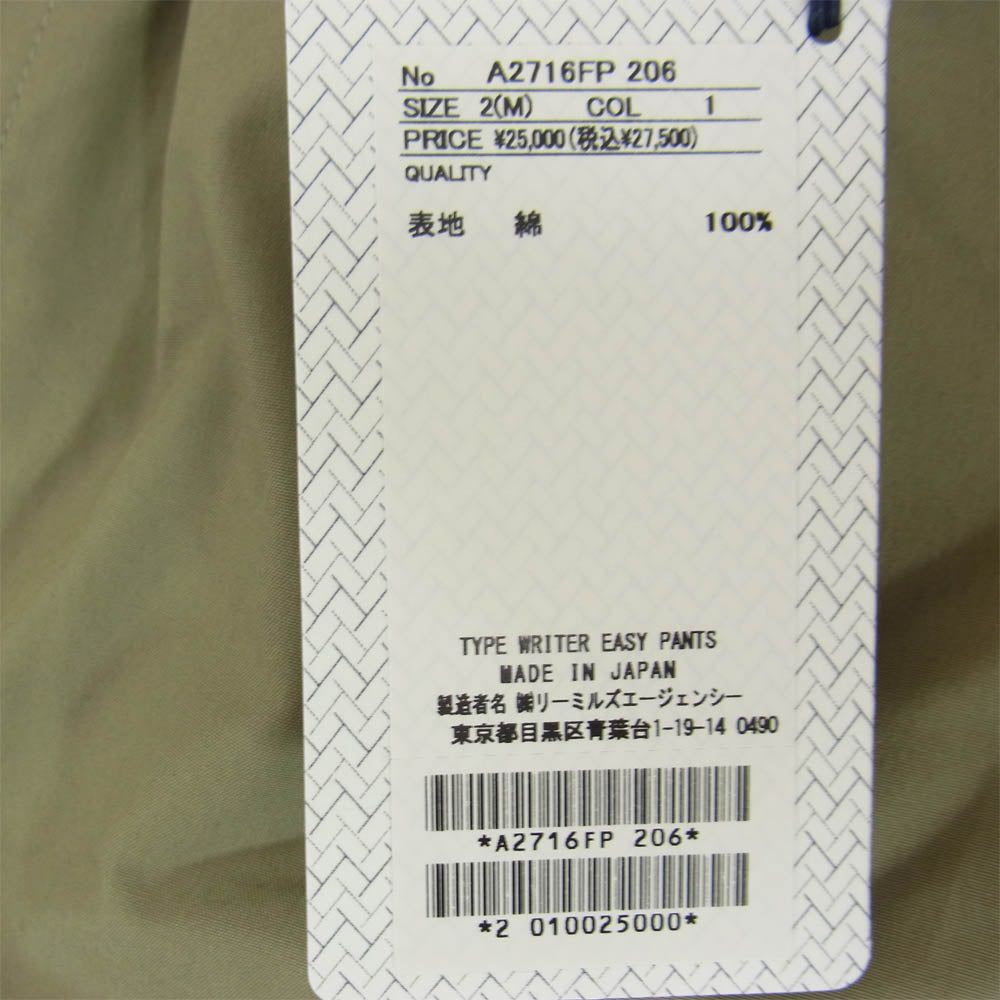 No A2716FP 206
SIZE 2(M) COL 1
PRICE ¥25,000(税込¥27,500)
QUALITY
表地 綿 100%
TYPE WRITER EASY PANTS
MADE IN JAPAN
製造者名 ㈱リーミルズエージェンシー
東京都目黒区青葉台1-19-14 0490
*A2716FP 206*
*2 010025000*